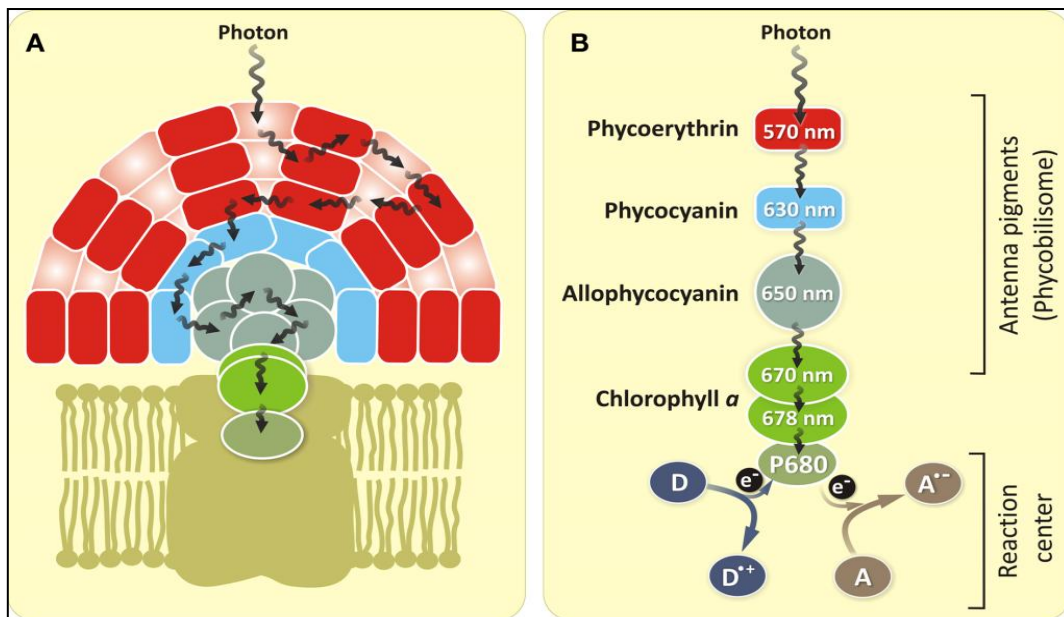 A
Photon
B
Photon
Phycoerythrin
570 nm
Phycocyanin
630 nm
Allophycocyanin
650 nm
670 nm
Chlorophyll a
678 nm
P680
D
e-
e-
A•-
D•+
A
Antenna pigments
(Phycobilisome)
Reaction
center